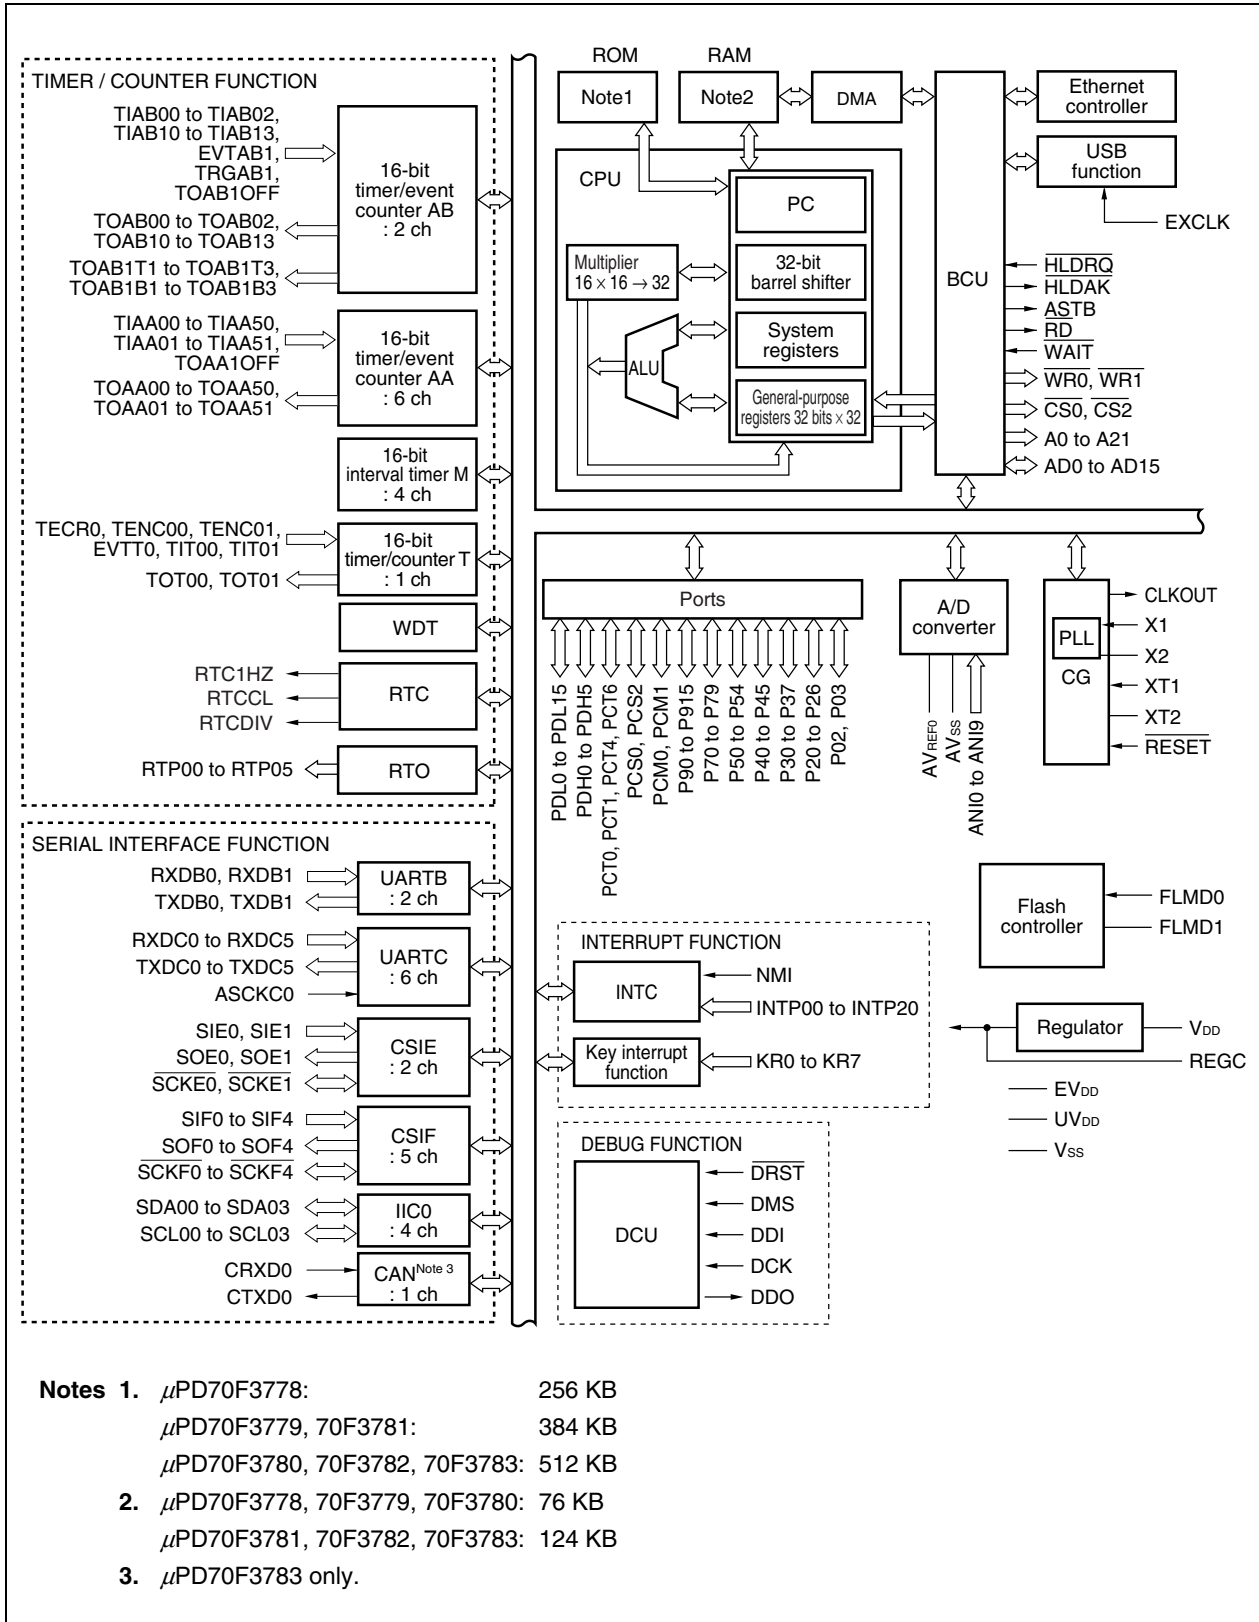 TIMER / COUNTER FUNCTION
TIAB00 to TIAB02,
TIAB10 to TIAB13,
EVTAB1,
TRGAB1,
TOAB1OFF
TOAB00 to TOAB02,
TOAB10 to TOAB13
TOAB1T1 to TOAB1T3,
TOAB1B1 to TOAB1B3
16-bit
timer/event
counter AB
: 2 ch
TIAA00 to TIAA50,
TIAA01 to TIAA51,
TOAA1OFF
TOAA00 to TOAA50,
TOAA01 to TOAA51
16-bit
timer/event
counter AA
: 6 ch
16-bit
interval timer M
: 4 ch
TECR0, TENC00, TENC01,
EVTT0, TIT00, TIT01
TOT00, TOT01
16-bit
timer/counter T
: 1 ch
WDT
RTC1HZ
RTCCL
RTCDIV
RTC
RTP00 to RTP05
RTO
SERIAL INTERFACE FUNCTION
RXDB0, RXDB1
TXDB0, TXDB1
UARTB
: 2 ch
RXDC0 to RXDC5
TXDC0 to TXDC5
ASCKC0
UARTC
: 6 ch
SIE0, SIE1
SOE0, SOE1
SCKE0, SCKE1
CSIE
: 2 ch
SIF0 to SIF4
SOF0 to SOF4
SCKF0 to SCKF4
CSIF
: 5 ch
SDA00 to SDA03
SCL00 to SCL03
IIC0
: 4 ch
CRXD0
CTXD0
CAN Note 3
: 1 ch
ROM
Note1
RAM
Note2
DMA
CPU
PC
Multiplier
16 × 16 → 32
32-bit
barrel shifter
ALU
System
registers
General-purpose
registers 32 bits × 32
BCU
Ethernet
controller
USB
function
EXCLK
HLDRQ
HLDAK
ASTB
RD
WAIT
WR0, WR1
CS0, CS2
A0 to A21
AD0 to AD15
Ports
PDL0 to PDL15
PDH0 to PDH5
PCT0, PCT1, PCT4, PCT6
PCS0, PCS2
PCM0, PCM1
P90 to P915
P70 to P79
P50 to P54
P40 to P45
P30 to P37
P20 to P26
P02, P03
A/D
converter
AVREF0
AVSS
ANI0 to ANI9
PLL
CG
CLKOUT
X1
X2
XT1
XT2
RESET
Flash
controller
FLMD0
FLMD1
INTERRUPT FUNCTION
INTC
NMI
INTP00 to INTP20
Key interrupt
function
KR0 to KR7
Regulator
VDD
REGC
EVDD
UVDD
VSS
DEBUG FUNCTION
DCU
DRST
DMS
DDI
DCK
DDO
Notes 1. μPD70F3778: 256 KB
μPD70F3779, 70F3781: 384 KB
μPD70F3780, 70F3782, 70F3783: 512 KB
2. μPD70F3778, 70F3779, 70F3780: 76 KB
μPD70F3781, 70F3782, 70F3783: 124 KB
3. μPD70F3783 only.